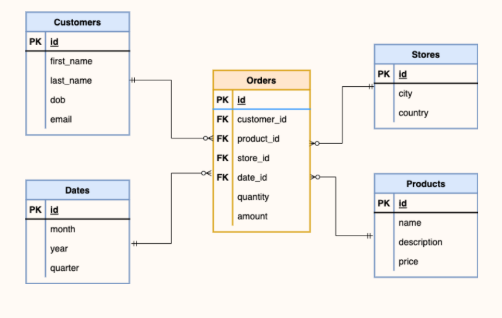 Customers
PK id
first_name
last_name
dob
email
Orders
PK id
FK customer_id
FK product_id
FK store_id
FK date_id
quantity
amount
Stores
PK id
city
country
Dates
PK id
month
year
quarter
Products
PK id
name
description
price